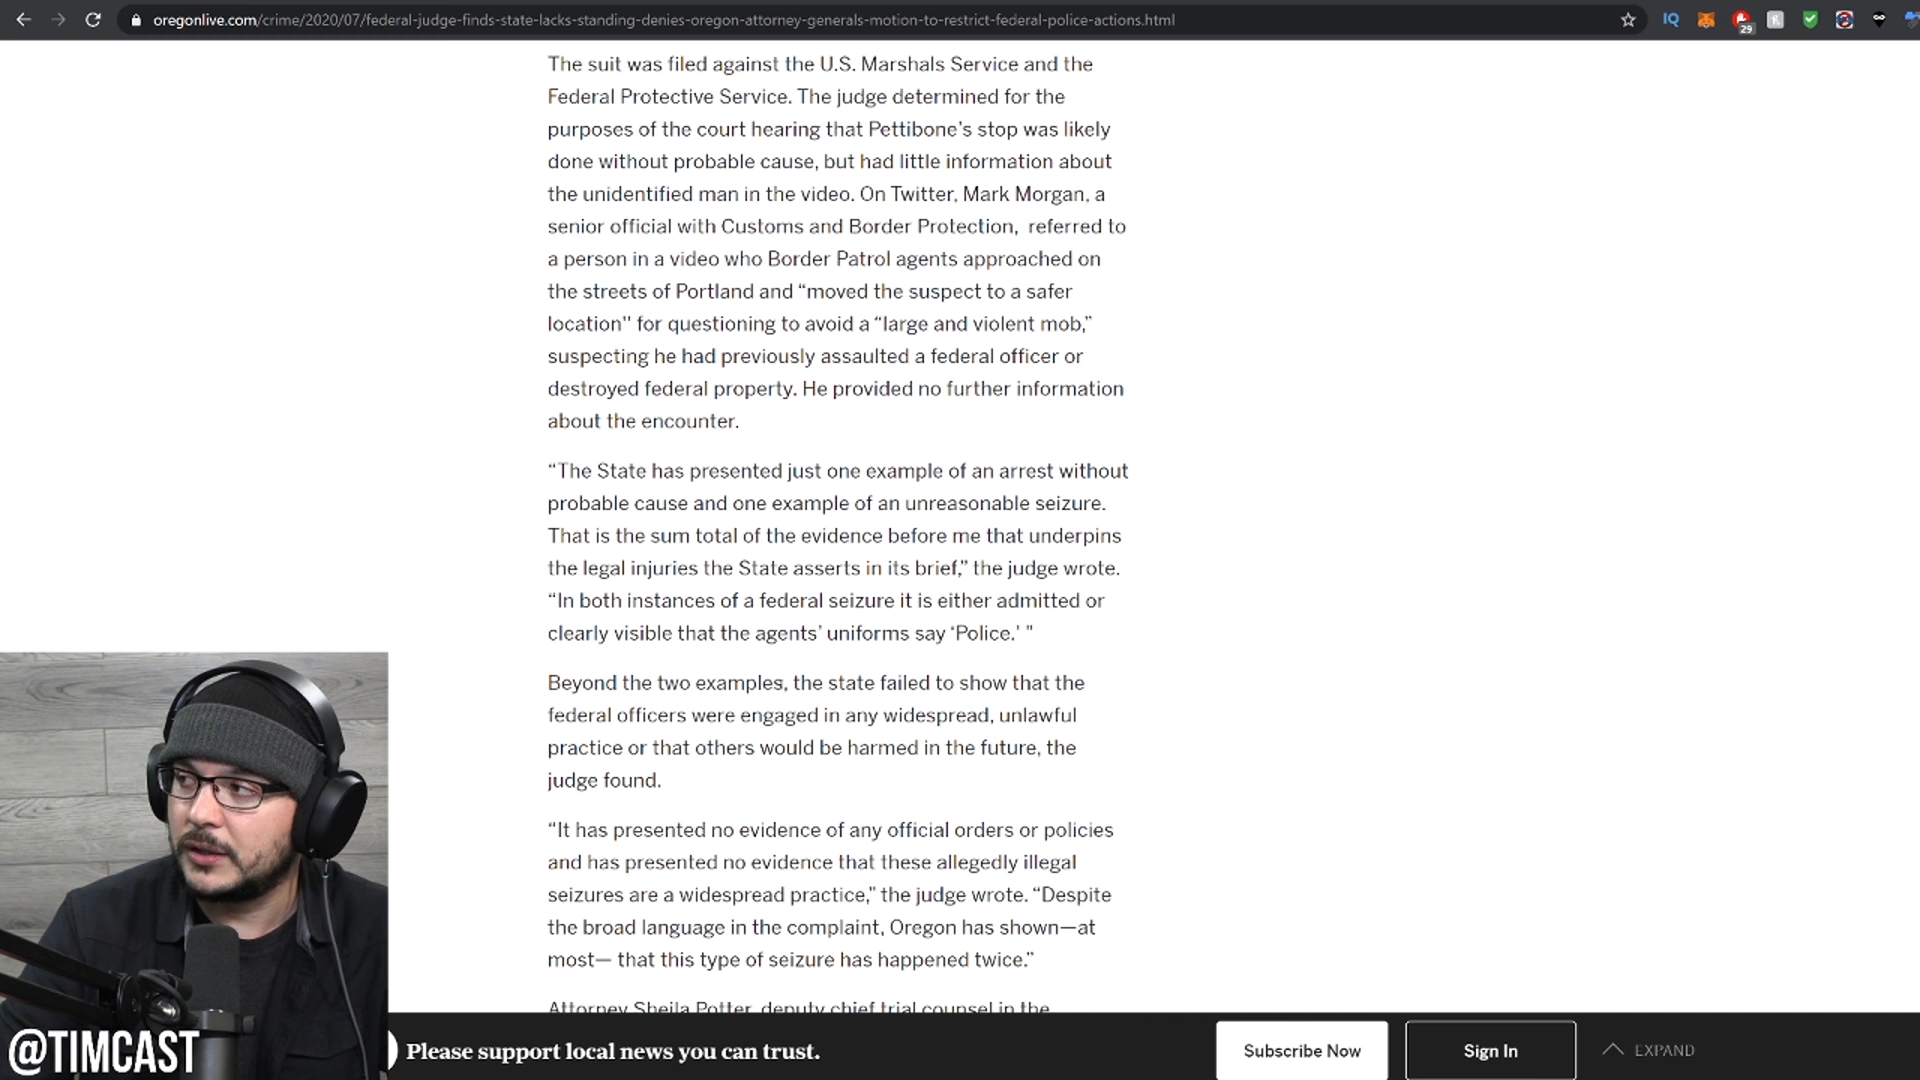 oregonlive.com/crime/2020/07/federal-judge-finds-state-lacks-standing-denies-oregon-attorney-generals-motion-to-restrict-federal-police-actions.html
IQ
29
The suit was filed against the U.S. Marshals Service and the
Federal Protective Service. The judge determined for the
purposes of the court hearing that Pettibone’s stop was likely
done without probable cause, but had little information about
the unidentified man in the video. On Twitter, Mark Morgan, a
senior official with Customs and Border Protection, referred to
a person in a video who Border Patrol agents approached on
the streets of Portland and “moved the suspect to a safer
location" for questioning to avoid a “large and violent mob,”
suspecting he had previously assaulted a federal officer or
destroyed federal property. He provided no further information
about the encounter.
“The State has presented just one example of an arrest without
probable cause and one example of an unreasonable seizure.
That is the sum total of the evidence before me that underpins
the legal injuries the State asserts in its brief,” the judge wrote.
“In both instances of a federal seizure it is either admitted or
clearly visible that the agents’ uniforms say ‘Police.’ "
Beyond the two examples, the state failed to show that the
federal officers were engaged in any widespread, unlawful
practice or that others would be harmed in the future, the
judge found.
“It has presented no evidence of any official orders or policies
and has presented no evidence that these allegedly illegal
seizures are a widespread practice,” the judge wrote. “Despite
the broad language in the complaint, Oregon has shown—at
most— that this type of seizure has happened twice.”
Attorney Sheila Potter, deputy chief trial counsel in the
@TIMCAST
Please support local news you can trust.
Subscribe Now
Sign In
EXPAND